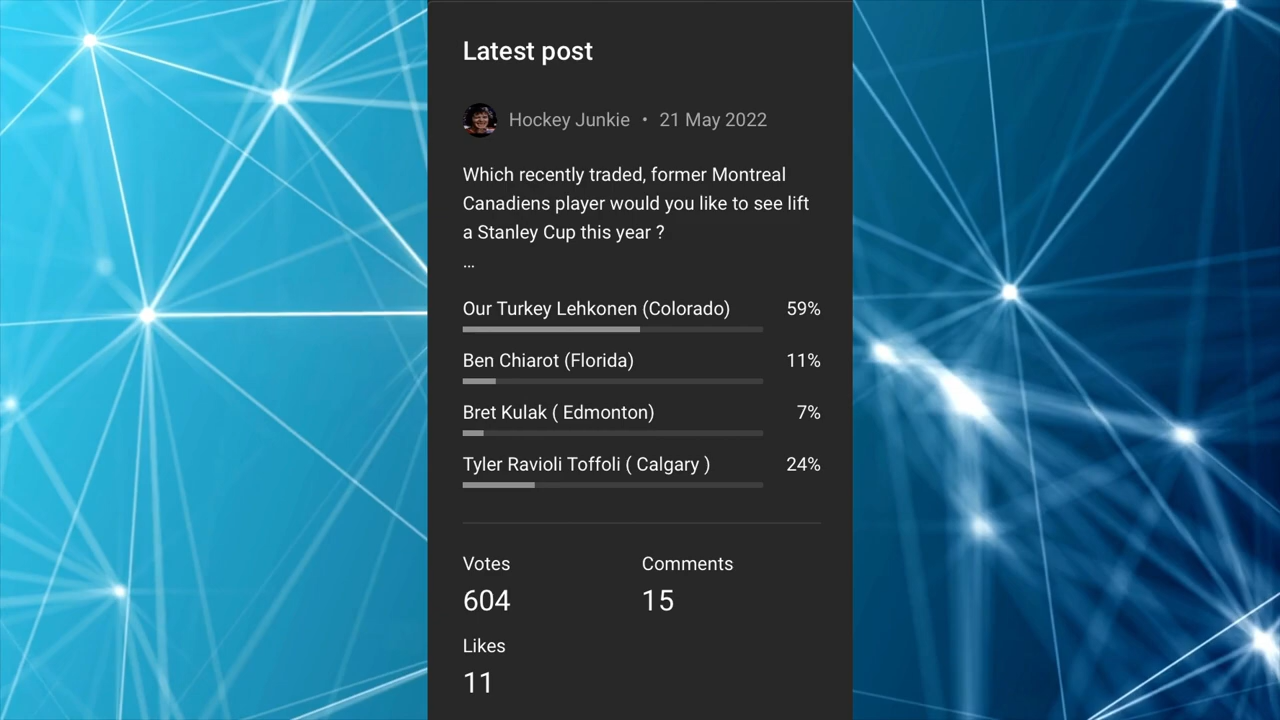 Latest post
Hockey Junkie • 21 May 2022
Which recently traded, former Montreal
Canadiens player would you like to see lift
a Stanley Cup this year ?
...
Our Turkey Lehkonen (Colorado) 59%
Ben Chiarot (Florida) 11%
Bret Kulak ( Edmonton) 7%
Tyler Ravioli Toffoli ( Calgary ) 24%
Votes Comments
604 15
Likes
11